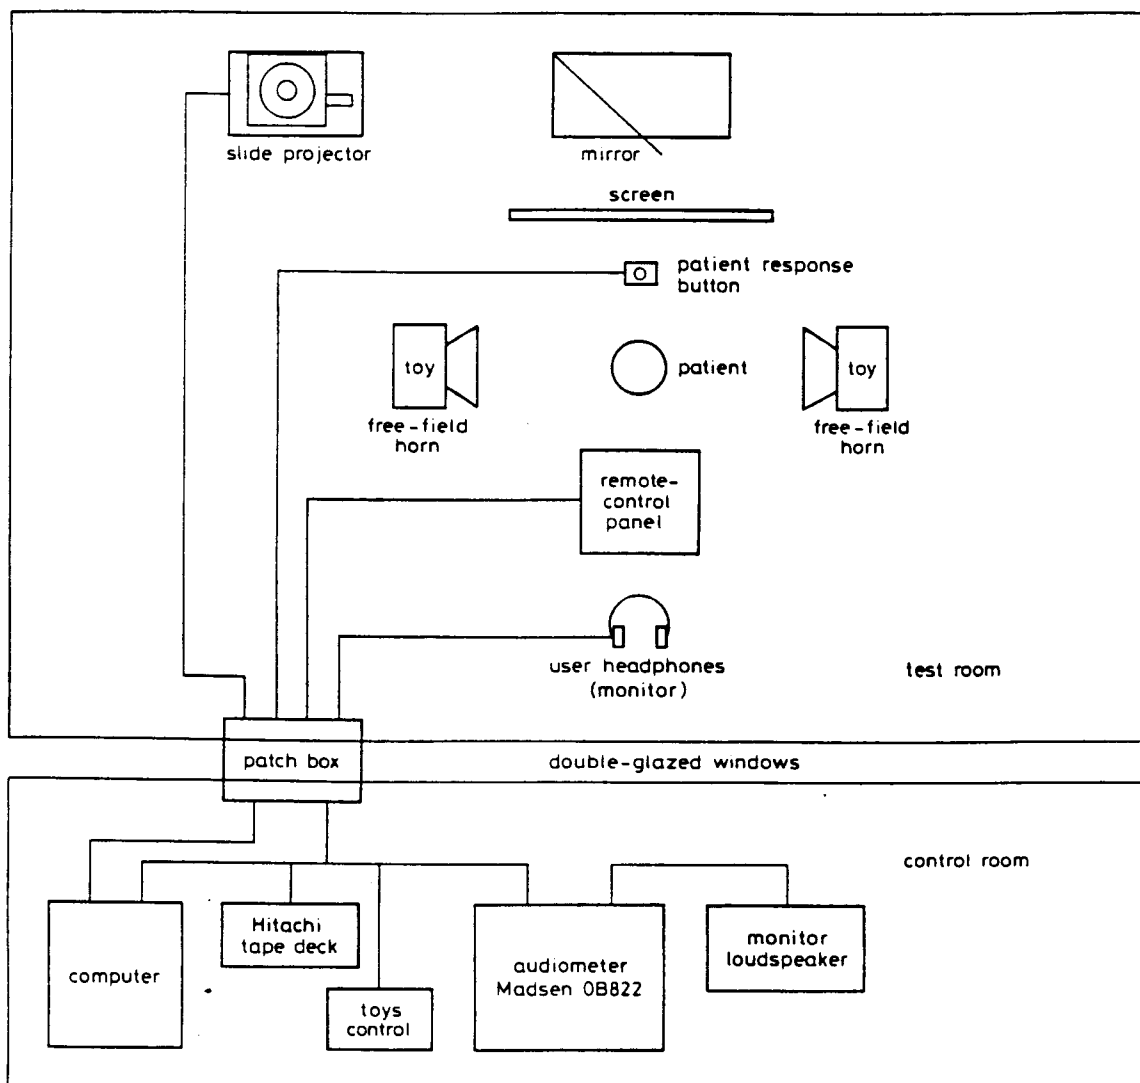 slide projector
mirror
screen
patient response
button
toy
patient
toy
free-field
horn
free-field
horn
remote-
control
panel
user headphones
(monitor)
test room
patch box
double-glazed windows
control room
computer
Hitachi
tape deck
toys
control
audiometer
Madsen OB822
monitor
loudspeaker